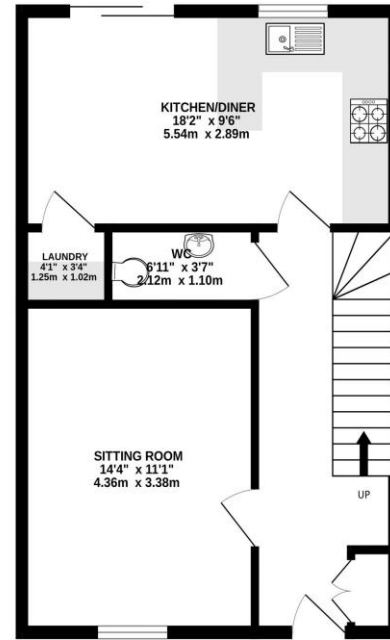 KITCHEN/DINER
18'2" x 9'6"
5.54m x 2.89m
LAUNDRY
4'1" x 3'4"
1.25m x 1.02m
WC
6'11" x 3'7"
2.12m x 1.10m
SITTING ROOM
14'4" x 11'1"
4.36m x 3.38m
UP